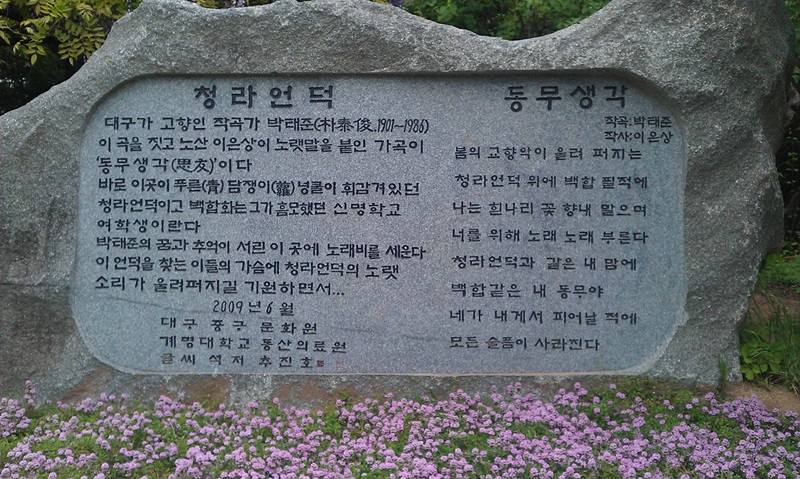 청라언덕
대구가 고향인 작곡가 박태준(朴泰俊.1901~1986)
이 곡을 짓고 노산 이은상이 노랫말을 붙인 가곡이
'동무생각(思友)'이다
바로 이곳이 푸른(靑) 담쟁이(蘿) 넝쿨이 휘감겨있던
청라언덕이고 백합화는 그가 흠모했던 신명학교
여학생이란다
박태준의 꿈과 추억이 서린 이 곳에 노래비를 세운다
이 언덕을 찾는 이들의 가슴에 청라언덕의 노랫
소리가 울려퍼지길 기원하면서...
2009년 6월
대구 중구 문화원
계명대학교 동산의료원
글씨 석저 추진호
동무생각
작곡:박태준
작사:이은상
봄의 교향악이 울려 퍼지는
청라언덕 위에 백합 필적에
나는 흰나리 꽃 향내 맡으며
너를 위해 노래 노래 부른다
청라언덕과 같은 내 맘에
백합같은 내 동무야
네가 내게서 피어날 적에
모든 슬픔이 사라진다